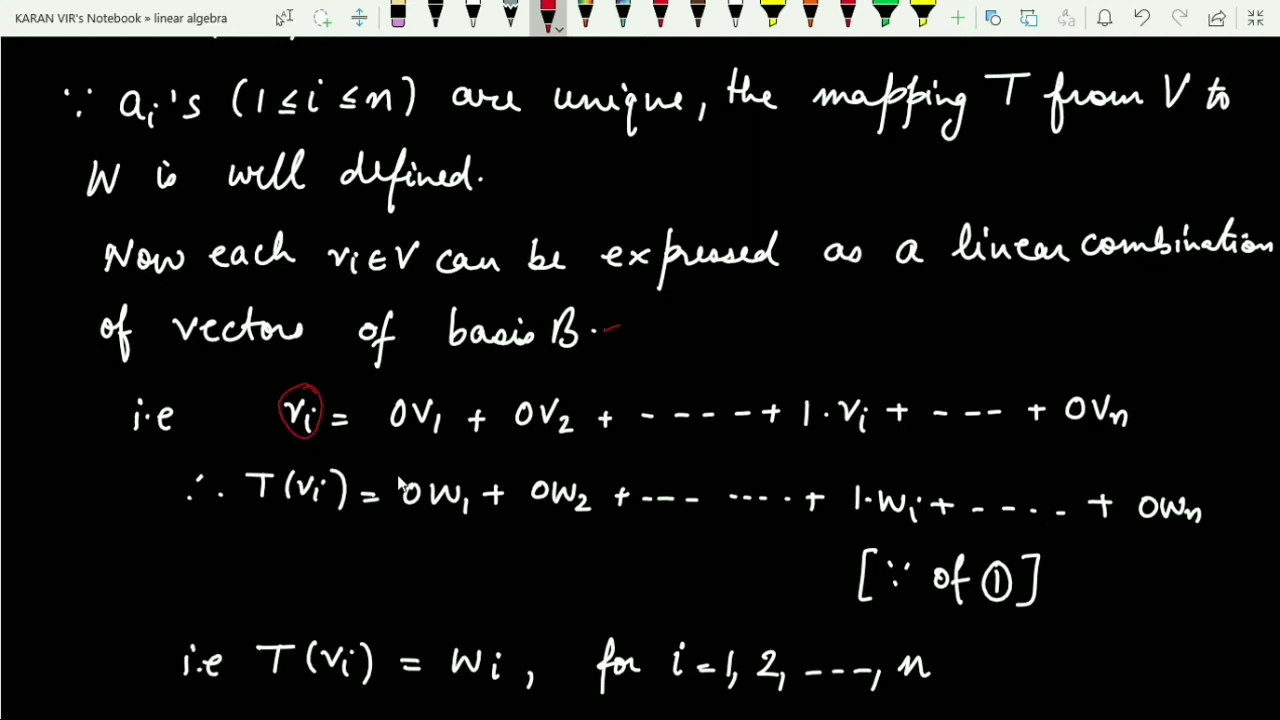 KARAN VIR's Notebook » linear algebra
∵ aᵢ's (1 ≤ i ≤ n) are unique, the mapping T from V to
W is well defined.
Now each vᵢ ∈ V can be expressed as a linear combination
of vectors of basis B.
i.e vᵢ = 0V₁ + 0V₂ + ----- + 1·vᵢ + --- + 0Vₙ
∴ T(vᵢ) = 0W₁ + 0W₂ + --- ---- + 1·Wᵢ + ---- + 0Wₙ
[∵ of ①]
i.e T(vᵢ) = Wᵢ, for i = 1, 2, ---, n